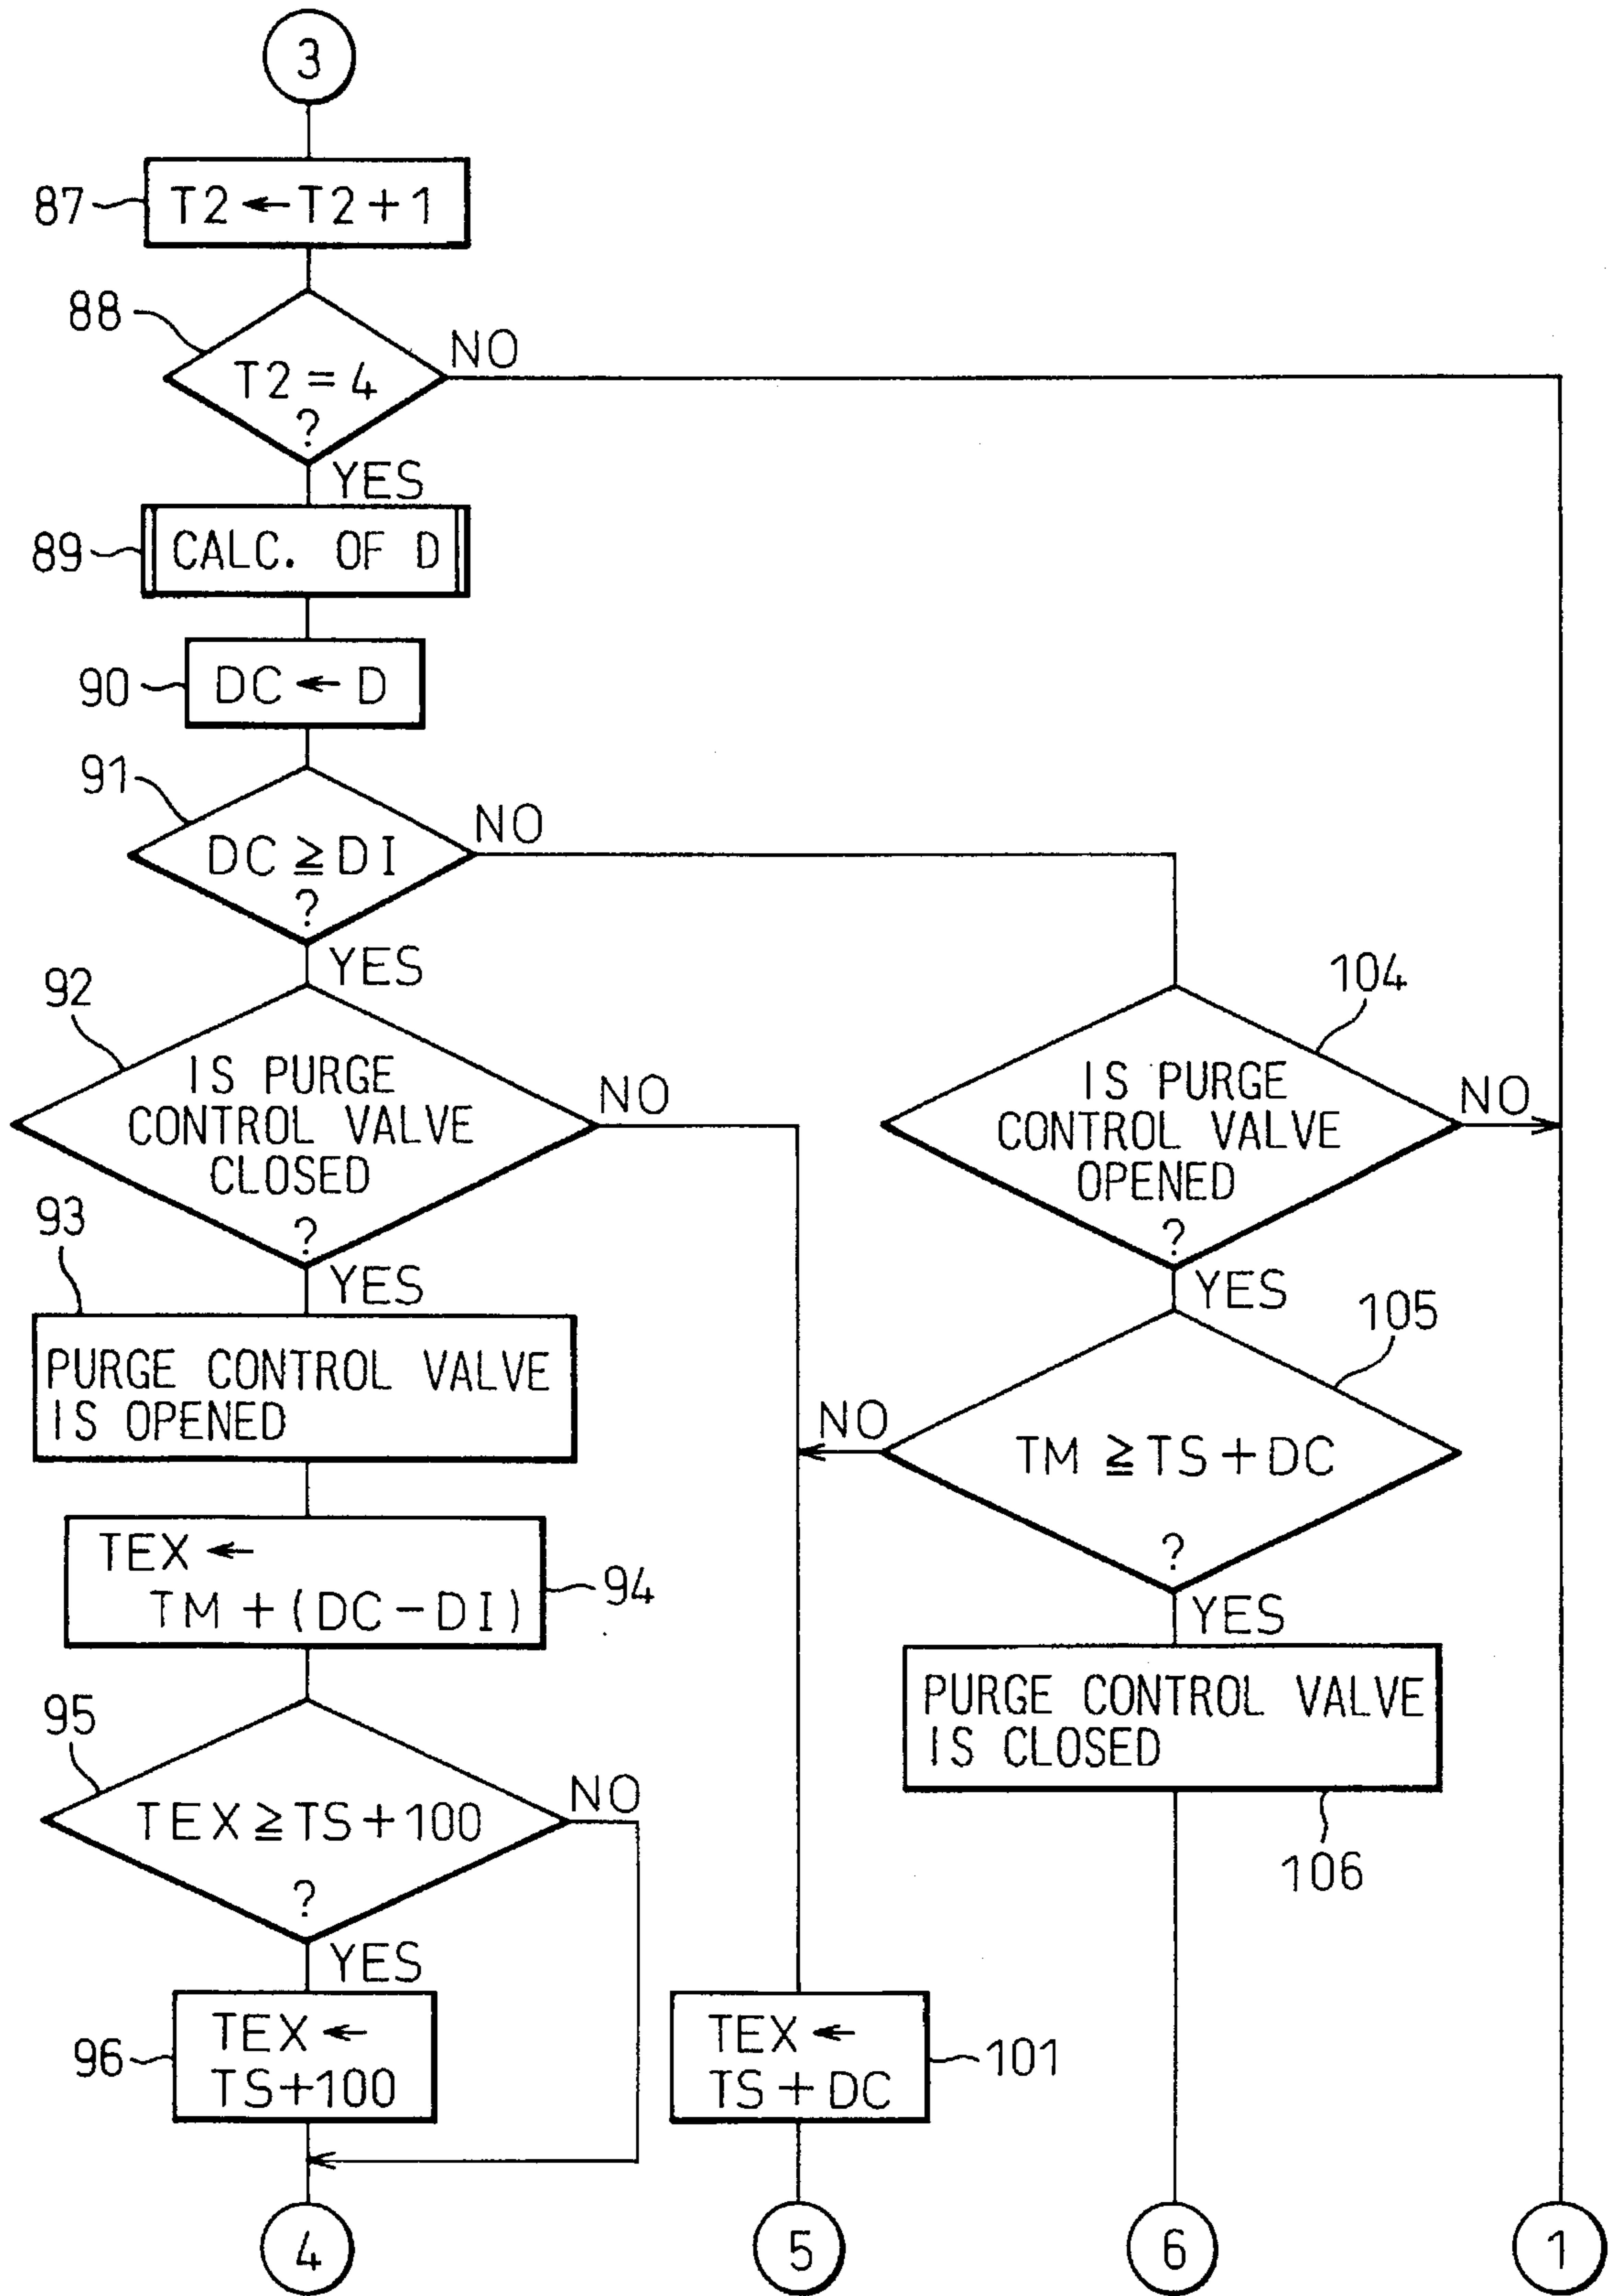 3
87
T2 ← T2 + 1
88
T2 = 4
?
NO
YES
89
CALC. OF D
90
DC ← D
91
DC ≧ DI
?
NO
YES
92
IS PURGE
CONTROL VALVE
CLOSED
?
NO
YES
104
IS PURGE
CONTROL VALVE
OPENED
?
NO
YES
93
PURGE CONTROL VALVE
IS OPENED
105
TM ≧ TS + DC
?
NO
YES
94
TEX ←
TM + (DC - DI)
106
PURGE CONTROL VALVE
IS CLOSED
95
TEX ≧ TS + 100
?
NO
YES
96
TEX ←
TS+100
101
TEX ←
TS + DC
4
5
6
1